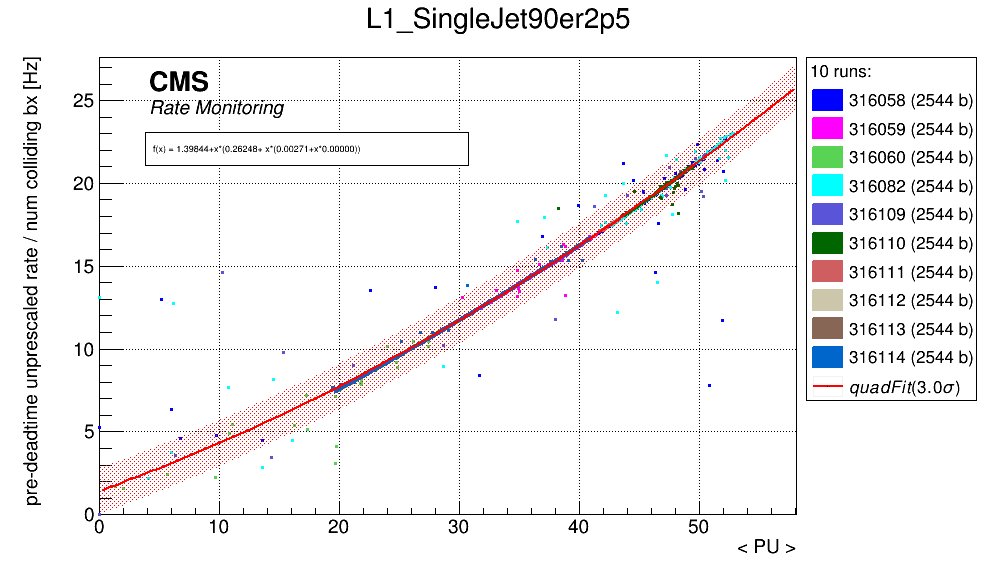 L1_SingleJet90er2p5
pre-deadtime unprescaled rate / num colliding bx [Hz]
CMS
Rate Monitoring
f(x) = 1.39844+x*(0.26248+ x*(0.00271+x*0.00000))
25
20
15
10
5
0
0 10 20 30 40 50
< PU >
10 runs:
316058 (2544 b)
316059 (2544 b)
316060 (2544 b)
316082 (2544 b)
316109 (2544 b)
316110 (2544 b)
316111 (2544 b)
316112 (2544 b)
316113 (2544 b)
316114 (2544 b)
quadFit(3.0σ)